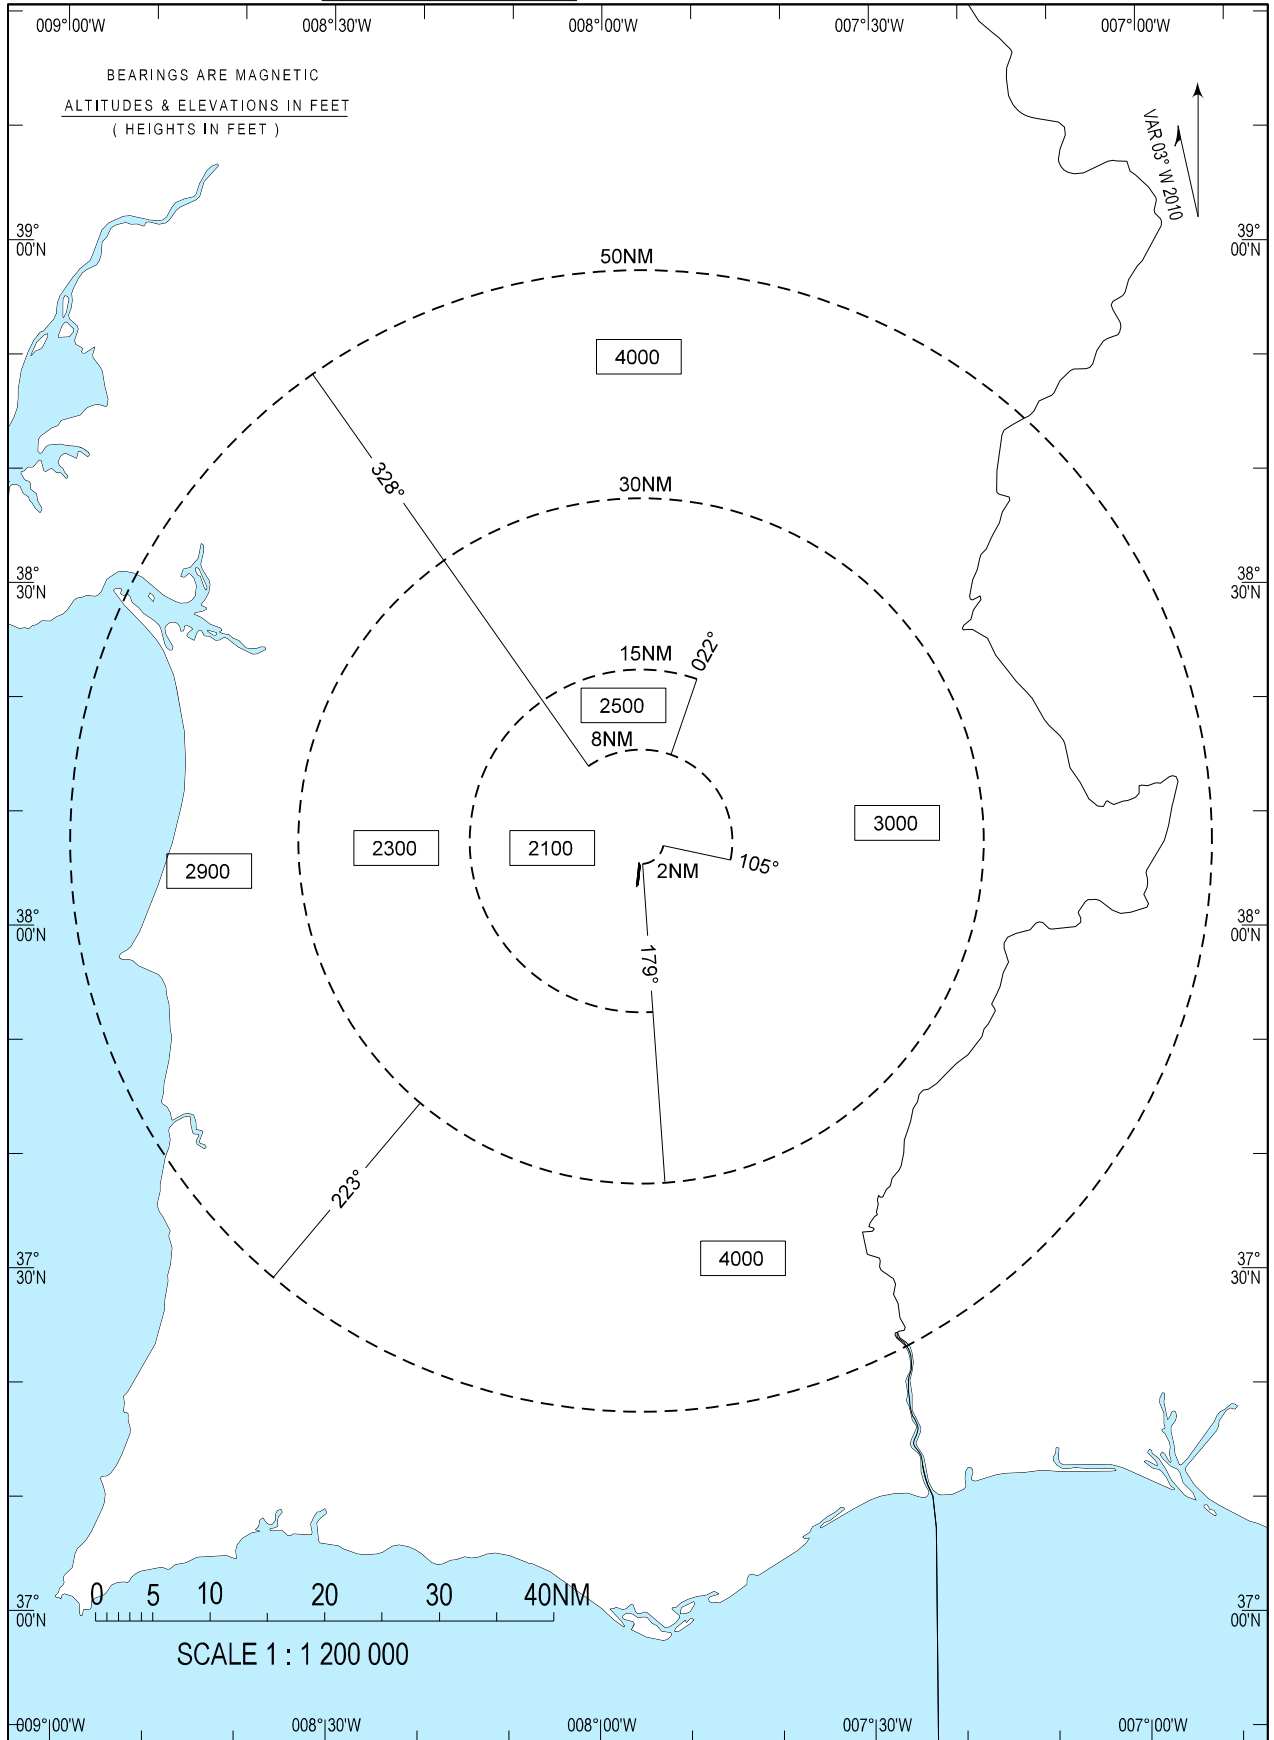 009°00'W 008°30'W 008°00'W 007°30'W 007°00'W
BEARINGS ARE MAGNETIC
ALTITUDES & ELEVATIONS IN FEET
( HEIGHTS IN FEET )
VAR 03° W 2010
39°
00'N
39°
00'N
50NM
4000
328°
30NM
38°
30'N
38°
30'N
15NM
022°
2500
8NM
3000
2300
2100
105°
2NM
2900
38°
00'N
38°
00'N
179°
223°
4000
37°
30'N
37°
30'N
0 5 10 20 30 40NM
37°
00'N
37°
00'N
SCALE 1 : 1 200 000
009°00'W 008°30'W 008°00'W 007°30'W 007°00'W